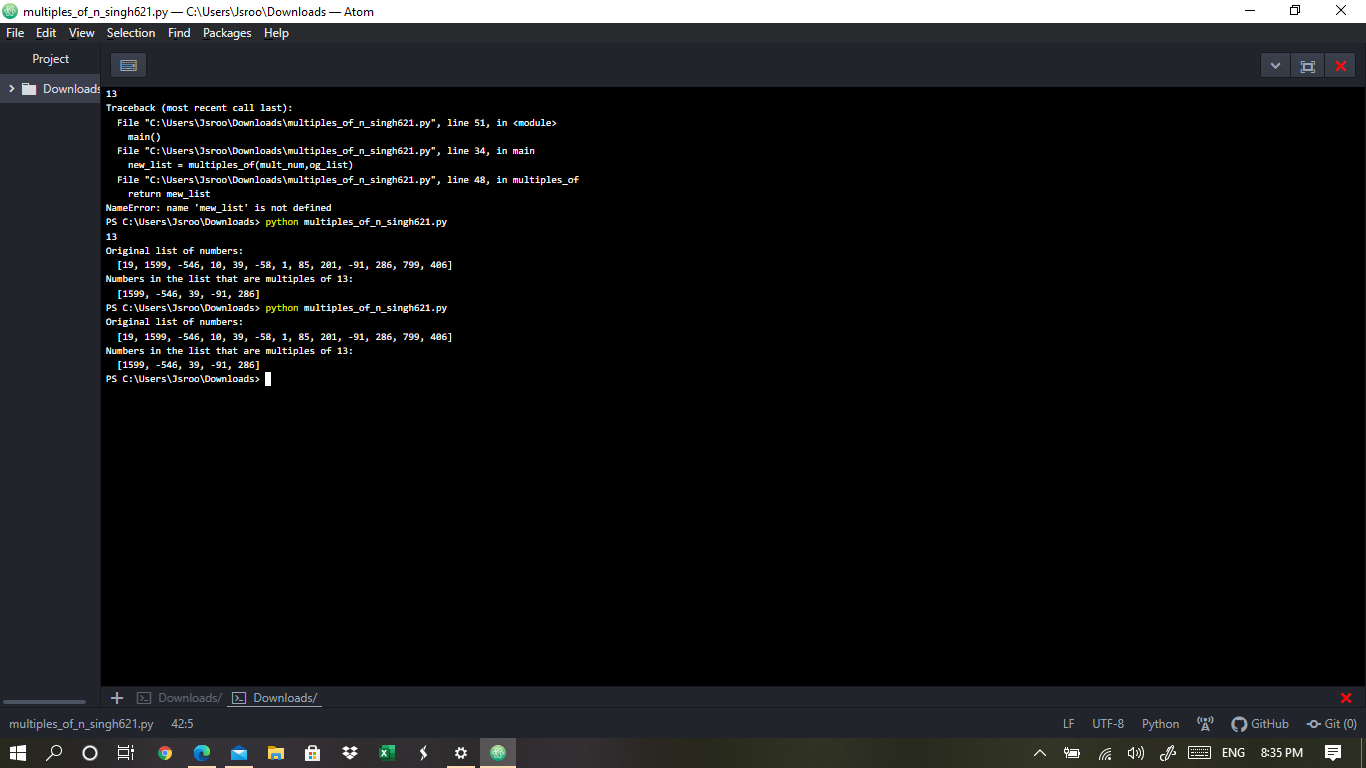 multiples_of_n_singh621.py — C:\Users\Jsroo\Downloads — Atom
File Edit View Selection Find Packages Help
Project
Downloads
13
Traceback (most recent call last):
  File "C:\Users\Jsroo\Downloads\multiples_of_n_singh621.py", line 51, in <module>
    main()
  File "C:\Users\Jsroo\Downloads\multiples_of_n_singh621.py", line 34, in main
    new_list = multiples_of(mult_num,og_list)
  File "C:\Users\Jsroo\Downloads\multiples_of_n_singh621.py", line 48, in multiples_of
    return mew_list
NameError: name 'mew_list' is not defined
PS C:\Users\Jsroo\Downloads> python multiples_of_n_singh621.py
13
Original list of numbers:
  [19, 1599, -546, 10, 39, -58, 1, 85, 201, -91, 286, 799, 406]
Numbers in the list that are multiples of 13:
  [1599, -546, 39, -91, 286]
PS C:\Users\Jsroo\Downloads> python multiples_of_n_singh621.py
Original list of numbers:
  [19, 1599, -546, 10, 39, -58, 1, 85, 201, -91, 286, 799, 406]
Numbers in the list that are multiples of 13:
  [1599, -546, 39, -91, 286]
PS C:\Users\Jsroo\Downloads>
Downloads/ Downloads/
multiples_of_n_singh621.py 42:5 LF UTF-8 Python GitHub Git (0)
ENG 8:35 PM